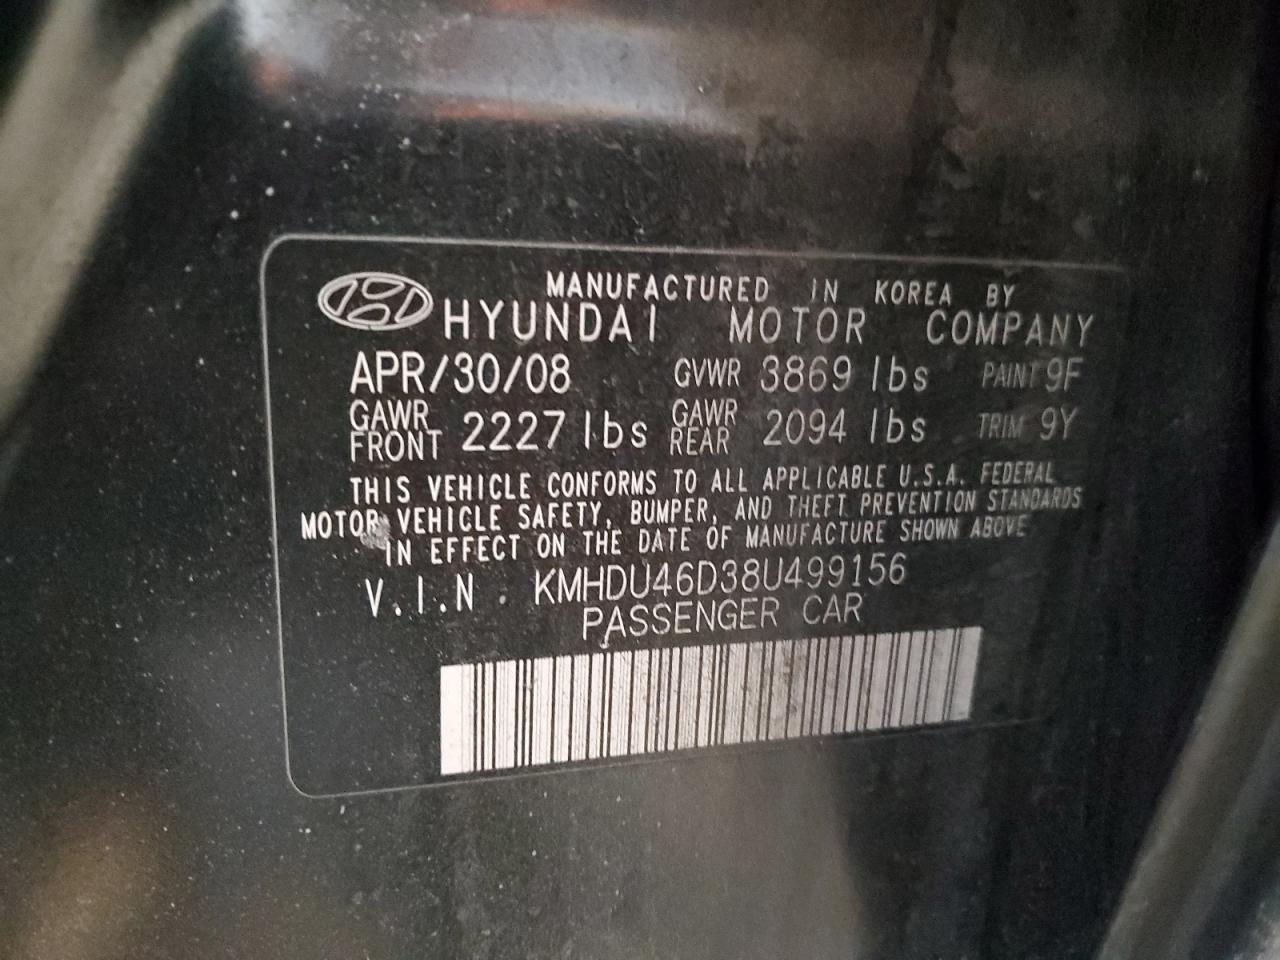 MANUFACTURED IN KOREA BY
HYUNDAI MOTOR COMPANY
APR/30/08 GVWR 3869 lbs PAINT 9F
GAWR FRONT 2227 lbs GAWR REAR 2094 lbs TRIM 9Y
THIS VEHICLE CONFORMS TO ALL APPLICABLE U.S.A. FEDERAL
MOTOR VEHICLE SAFETY, BUMPER, AND THEFT PREVENTION STANDARDS
IN EFFECT ON THE DATE OF MANUFACTURE SHOWN ABOVE
V.I.N. KMHDU46D38U499156
PASSENGER CAR